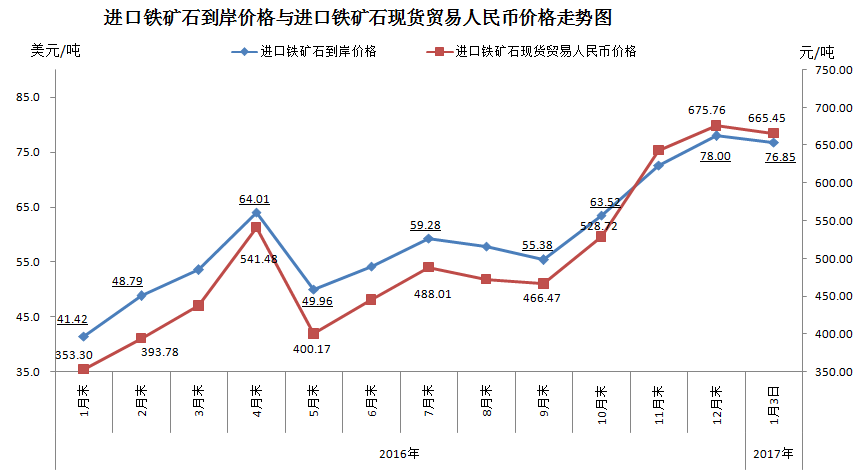 进口铁矿石到岸价格与进口铁矿石现货贸易人民币价格走势图
美元/吨
进口铁矿石到岸价格
进口铁矿石现货贸易人民币价格
元/吨
85.0
75.0
65.0
55.0
45.0
35.0
750.00
700.00
650.00
600.00
550.00
500.00
450.00
400.00
350.00
41.42
48.79
64.01
49.96
59.28
55.38
63.52
78.00
76.85
353.30
393.78
541.48
400.17
488.01
466.47
528.72
675.76
665.45
1月末
2月末
3月末
4月末
5月末
6月末
7月末
8月末
9月末
10月末
11月末
12月末
1月3日
2016年
2017年